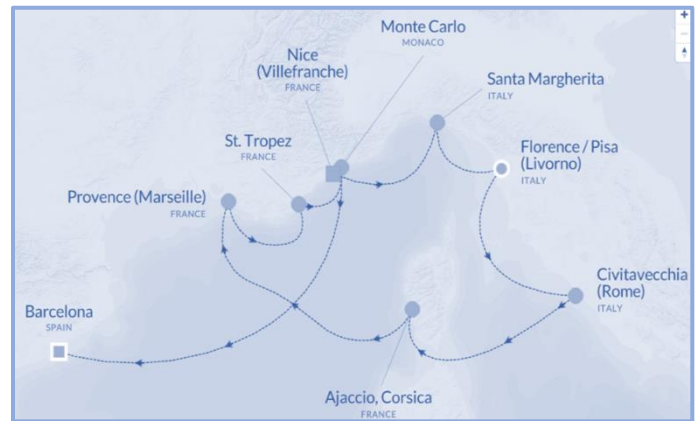 Monte Carlo
MONACO
Nice
(Villefranche)
FRANCE
Santa Margherita
ITALY
St. Tropez
FRANCE
Florence / Pisa
(Livorno)
ITALY
Provence (Marseille)
FRANCE
Civitavecchia
(Rome)
ITALY
Barcelona
SPAIN
Ajaccio, Corsica
FRANCE